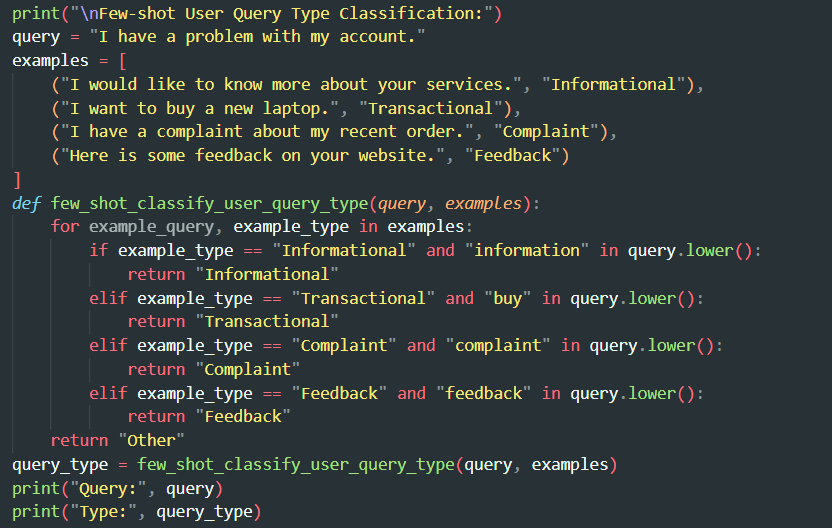 print("\nFew-shot User Query Type Classification:")
query = "I have a problem with my account."
examples = [
    ("I would like to know more about your services.", "Informational"),
    ("I want to buy a new laptop.", "Transactional"),
    ("I have a complaint about my recent order.", "Complaint"),
    ("Here is some feedback on your website.", "Feedback")
]
def few_shot_classify_user_query_type(query, examples):
    for example_query, example_type in examples:
        if example_type == "Informational" and "information" in query.lower():
            return "Informational"
        elif example_type == "Transactional" and "buy" in query.lower():
            return "Transactional"
        elif example_type == "Complaint" and "complaint" in query.lower():
            return "Complaint"
        elif example_type == "Feedback" and "feedback" in query.lower():
            return "Feedback"
    return "Other"
query_type = few_shot_classify_user_query_type(query, examples)
print("Query:", query)
print("Type:", query_type)